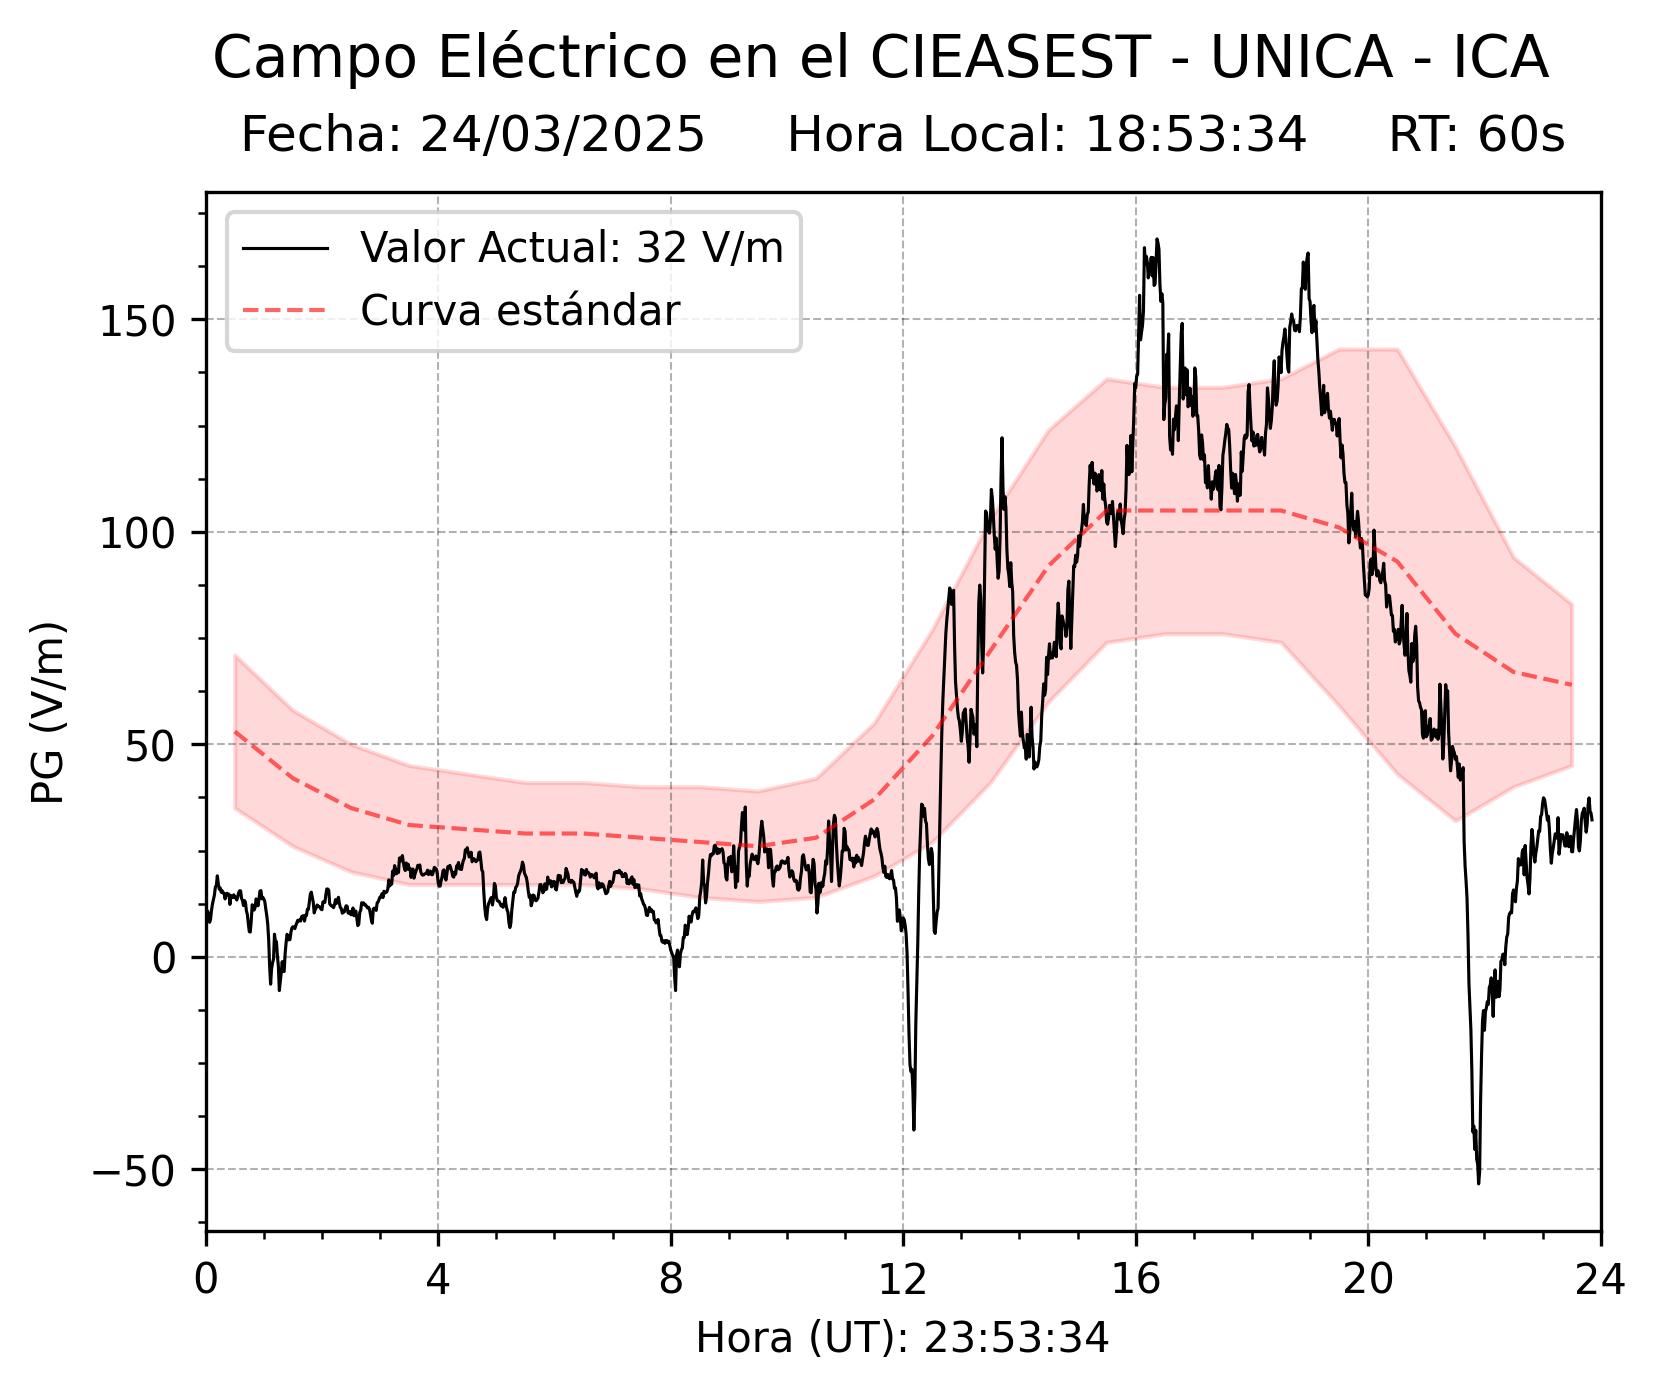 Campo Eléctrico en el CIEASEST - UNICA - ICA
Fecha: 24/03/2025 Hora Local: 18:53:34 RT: 60s
Valor Actual: 32 V/m
Curva estándar
PG (V/m)
150
100
50
0
−50
0 4 8 12 16 20 24
Hora (UT): 23:53:34